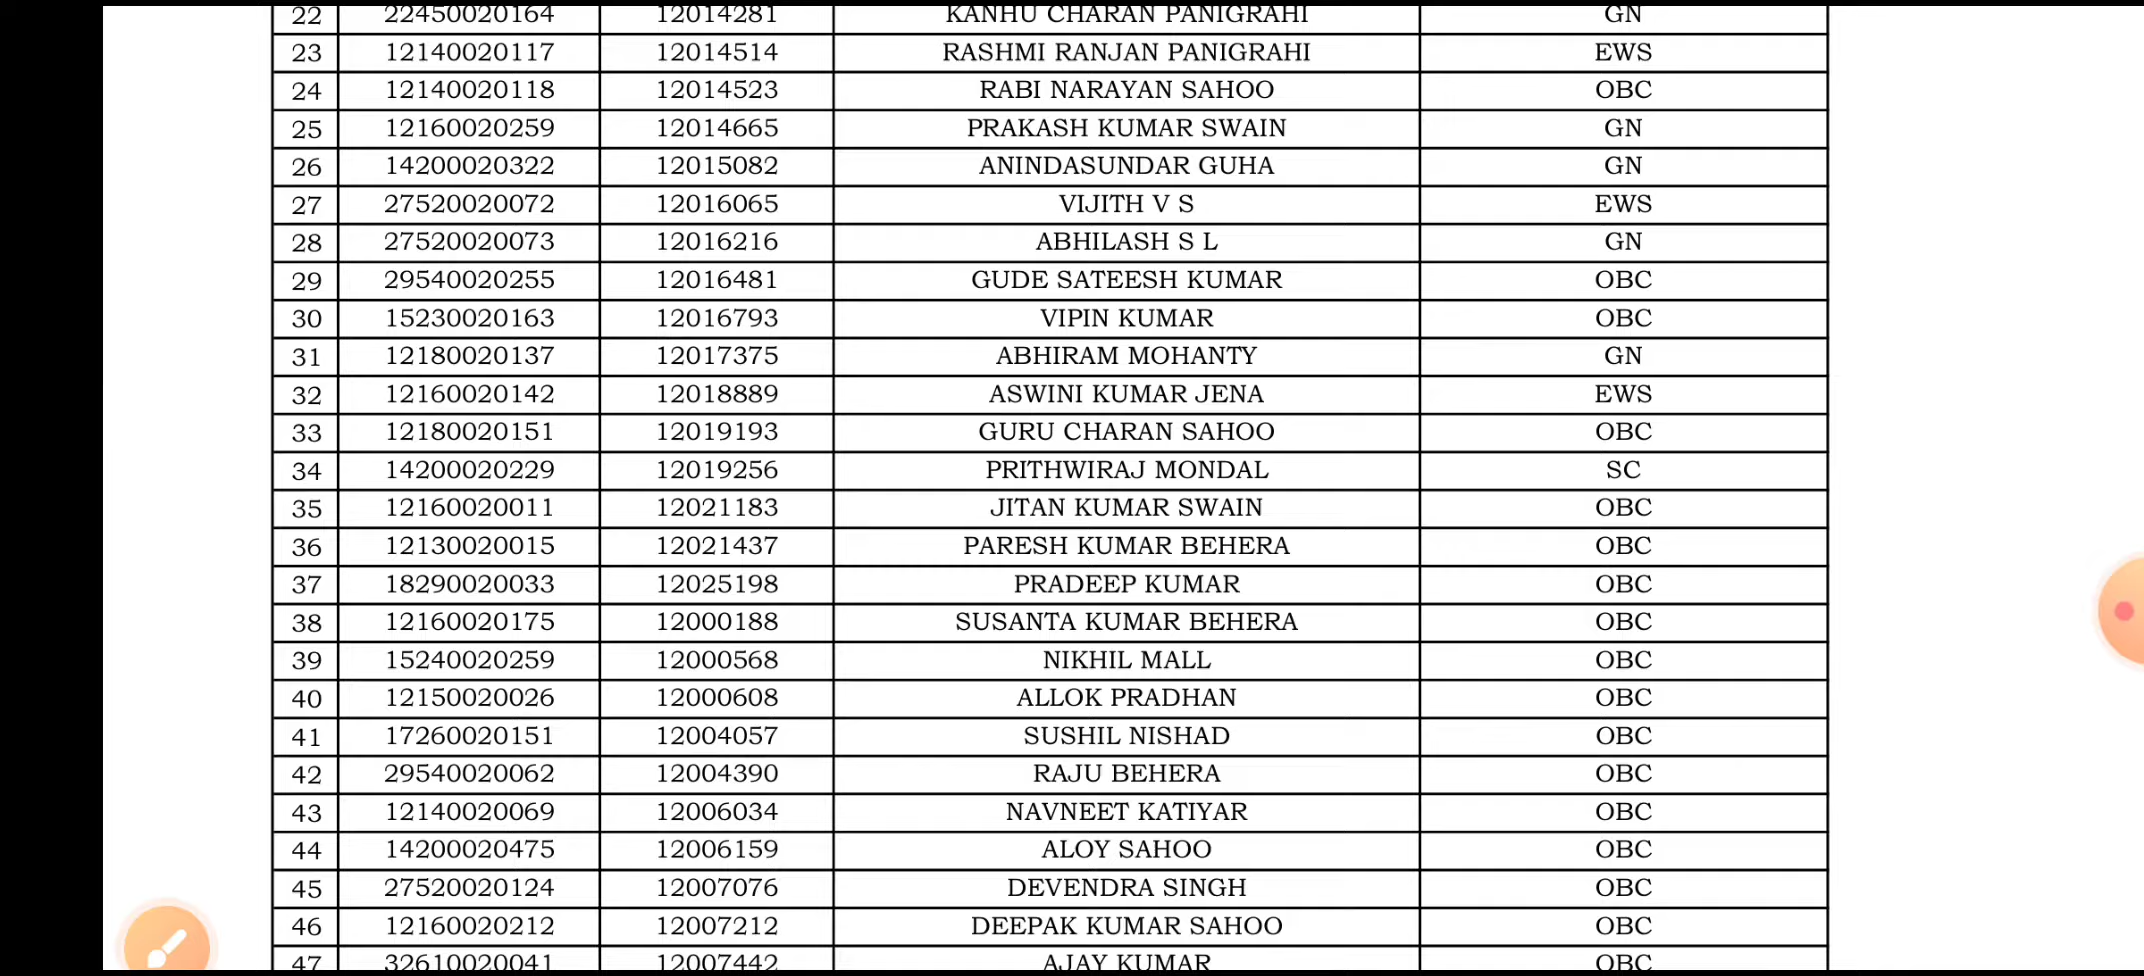 22 22450020164 12014281 KANHU CHARAN PANIGRAHI GN
23 12140020117 12014514 RASHMI RANJAN PANIGRAHI EWS
24 12140020118 12014523 RABI NARAYAN SAHOO OBC
25 12160020259 12014665 PRAKASH KUMAR SWAIN GN
26 14200020322 12015082 ANINDASUNDAR GUHA GN
27 27520020072 12016065 VIJITH V S EWS
28 27520020073 12016216 ABHILASH S L GN
29 29540020255 12016481 GUDE SATEESH KUMAR OBC
30 15230020163 12016793 VIPIN KUMAR OBC
31 12180020137 12017375 ABHIRAM MOHANTY GN
32 12160020142 12018889 ASWINI KUMAR JENA EWS
33 12180020151 12019193 GURU CHARAN SAHOO OBC
34 14200020229 12019256 PRITHWIRAJ MONDAL SC
35 12160020011 12021183 JITAN KUMAR SWAIN OBC
36 12130020015 12021437 PARESH KUMAR BEHERA OBC
37 18290020033 12025198 PRADEEP KUMAR OBC
38 12160020175 12000188 SUSANTA KUMAR BEHERA OBC
39 15240020259 12000568 NIKHIL MALL OBC
40 12150020026 12000608 ALLOK PRADHAN OBC
41 17260020151 12004057 SUSHIL NISHAD OBC
42 29540020062 12004390 RAJU BEHERA OBC
43 12140020069 12006034 NAVNEET KATIYAR OBC
44 14200020475 12006159 ALOY SAHOO OBC
45 27520020124 12007076 DEVENDRA SINGH OBC
46 12160020212 12007212 DEEPAK KUMAR SAHOO OBC
47 32610020041 12007442 AJAY KUMAR OBC